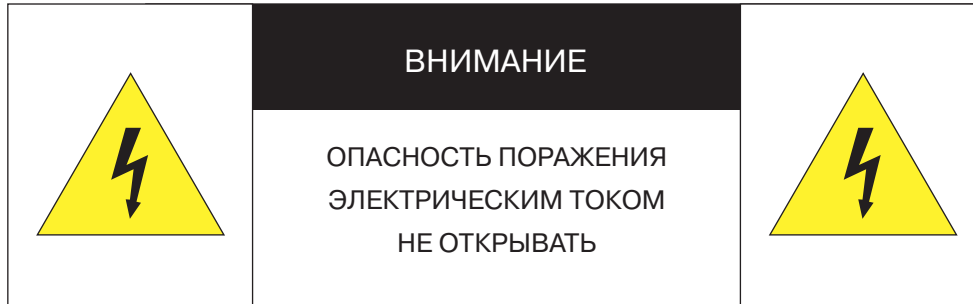 ВНИМАНИЕ
ОПАСНОСТЬ ПОРАЖЕНИЯ
ЭЛЕКТРИЧЕСКИМ ТОКОМ
НЕ ОТКРЫВАТЬ